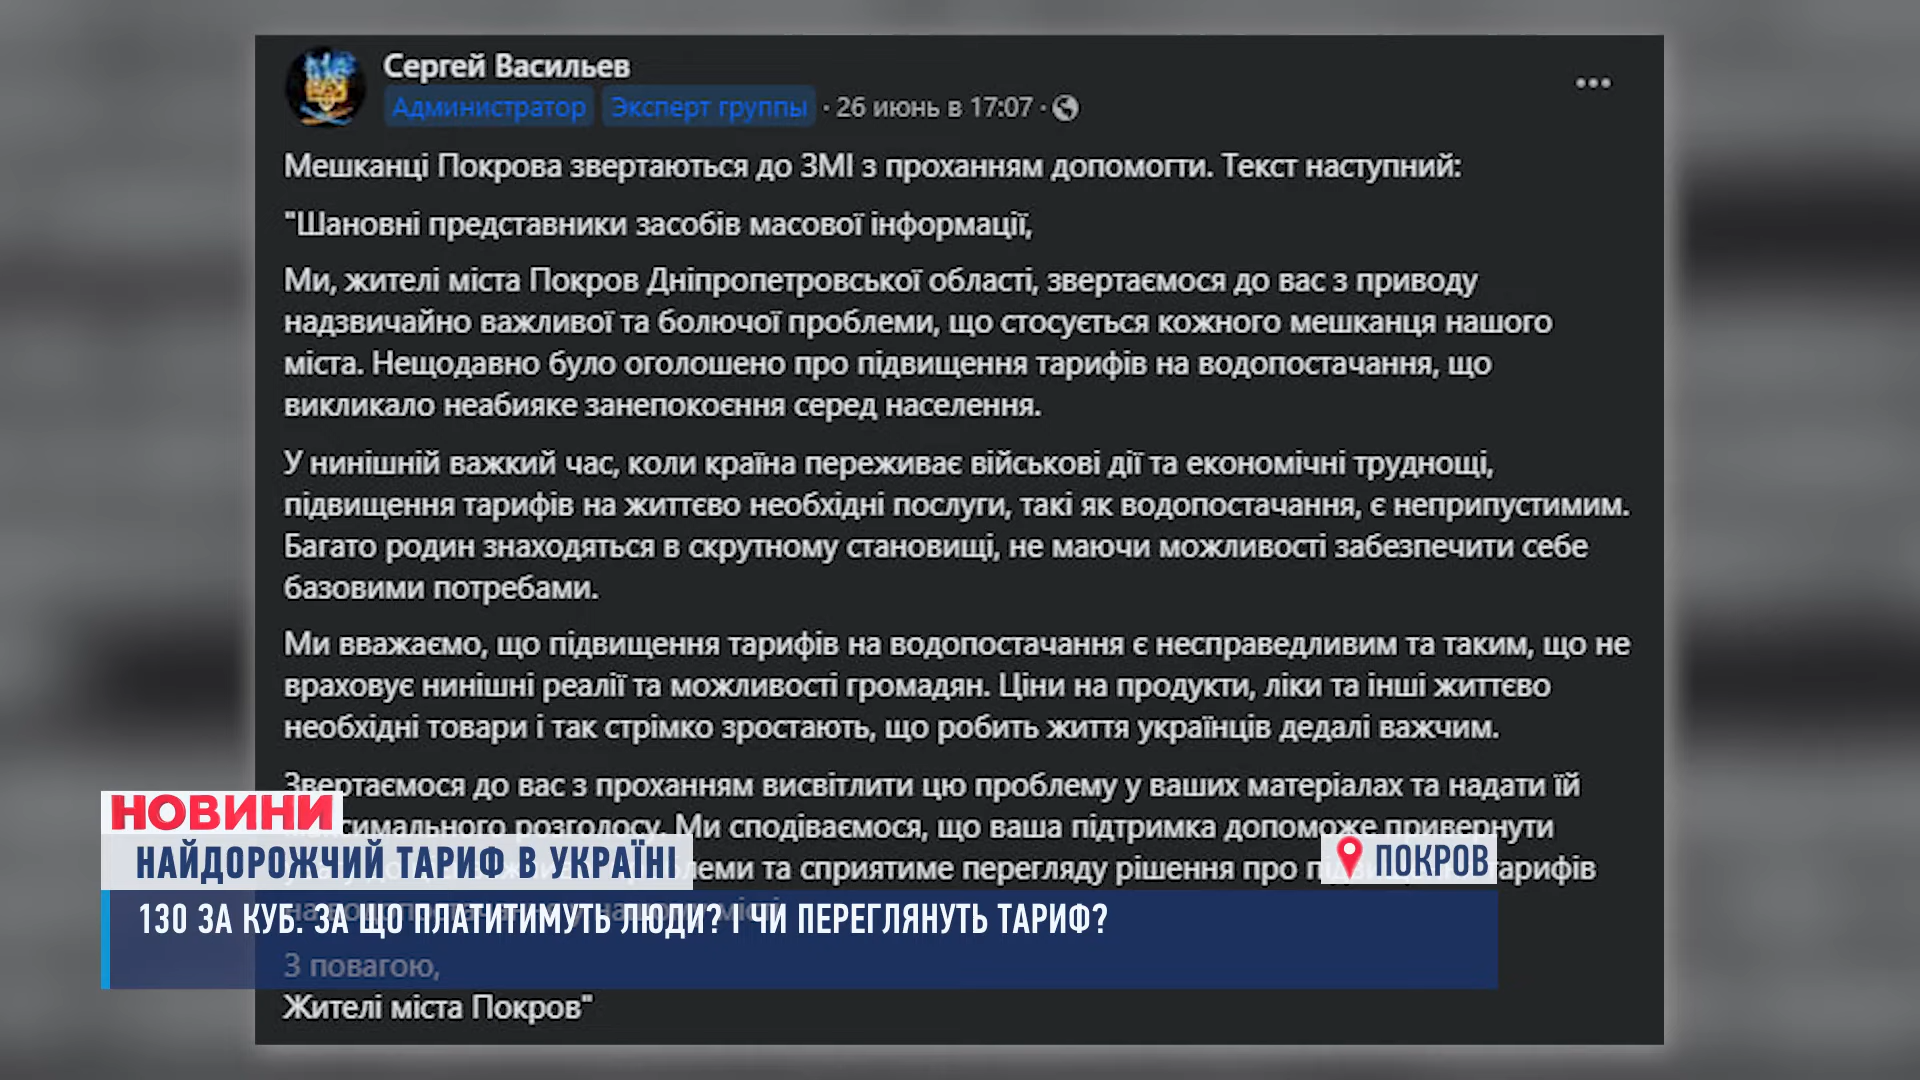 Сергей Васильев
Администратор Эксперт группы · 26 июнь в 17:07 ·
Мешканці Покрова звертаються до ЗМІ з проханням допомогти. Текст наступний:
"Шановні представники засобів масової інформації,
Ми, жителі міста Покров Дніпропетровської області, звертаємося до вас з приводу
надзвичайно важливої та болючої проблеми, що стосується кожного мешканця нашого
міста. Нещодавно було оголошено про підвищення тарифів на водопостачання, що
викликало неабияке занепокоєння серед населення.
У нинішній важкий час, коли країна переживає військові дії та економічні труднощі,
підвищення тарифів на життєво необхідні послуги, такі як водопостачання, є неприпустимим.
Багато родин знаходяться в скрутному становищі, не маючи можливості забезпечити себе
базовими потребами.
Ми вважаємо, що підвищення тарифів на водопостачання є несправедливим та таким, що не
враховує нинішні реалії та можливості громадян. Ціни на продукти, ліки та інші життєво
необхідні товари і так стрімко зростають, що робить життя українців дедалі важчим.
Звертаємося до вас з проханням висвітлити цю проблему у ваших матеріалах та надати їй
розголосу. Ми сподіваємося, що ваша підтримка допоможе привернути
та сприятиме перегляду рішення про тарифів
З повагою,
Жителі міста Покров"
НОВИНИ
НАЙДОРОЖЧИЙ ТАРИФ В УКРАЇНІ
ПОКРОВ
130 ЗА КУБ. ЗА ЩО ПЛАТИТИМУТЬ ЛЮДИ? І ЧИ ПЕРЕГЛЯНУТЬ ТАРИФ?